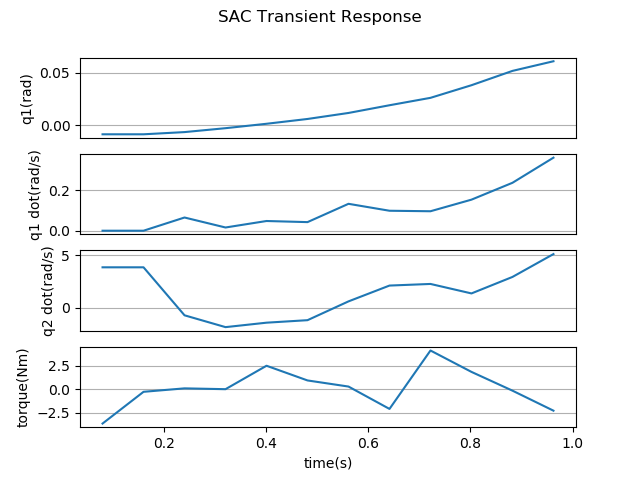 SAC Transient Response
0.05
0.00
q1(rad)
0.2
0.0
q1 dot(rad/s)
5
0
q2 dot(rad/s)
2.5
0.0
−2.5
torque(Nm)
0.2 0.4 0.6 0.8 1.0
time(s)